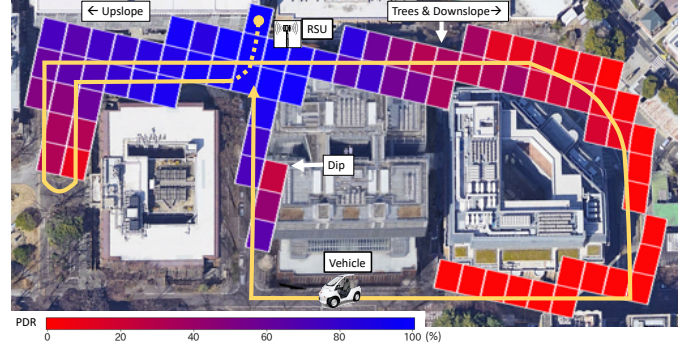 ← Upslope
RSU
Trees & Downslope→
Dip
Vehicle
PDR
0 20 40 60 80 100 (%)